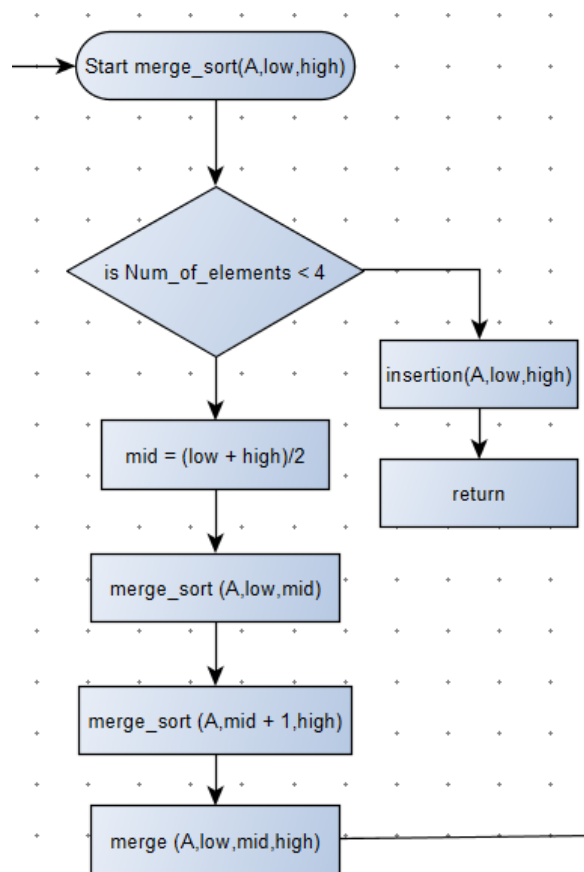 Start merge_sort(A,low,high)
is Num_of_elements < 4
insertion(A,low,high)
mid = (low + high)/2
return
merge_sort (A,low,mid)
merge_sort (A,mid + 1,high)
merge (A,low,mid,high)